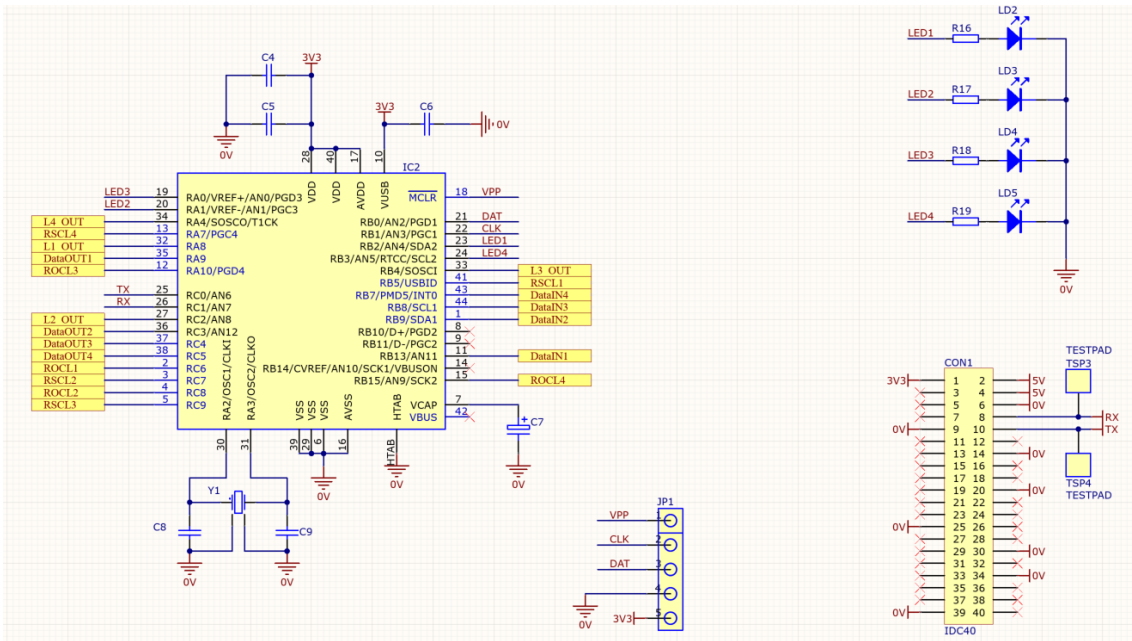 C4
3V3
C5
0V
3V3
C6
0V
28
40
17
10
IC2
VDD
VDD
AVDD
VUSB
LED3 19 RA0/VREF+/AN0/PGD3
LED2 20 RA1/VREF-/AN1/PGC3
L4_OUT 34 RA4/SOSCO/T1CK
RSCL4 13 RA7/PGC4
L1_OUT 32 RA8
DataOUT1 35 RA9
ROCL3 12 RA10/PGD4
TX 25 RC0/AN6
RX 26 RC1/AN7
L2_OUT 27 RC2/AN8
DataOUT2 36 RC3/AN12
DataOUT3 37 RC4
DataOUT4 38 RC5
ROCL1 2 RC6
RSCL2 3 RC7
ROCL2 4 RC8
RSCL3 5 RC9
MCLR 18 VPP
RB0/AN2/PGD1 21 DAT
RB1/AN3/PGC1 22 CLK
RB2/AN4/SDA2 23 LED1
RB3/AN5/RTCC/SCL2 24 LED4
RB4/SOSCI 33 L3_OUT
RB5/USBID 41 RSCL1
RB7/PMD5/INT0 43 DataIN4
RB8/SCL1 44 DataIN3
RB9/SDA1 1 DataIN2
RB10/D+/PGD2 8
RB11/D-/PGC2 9
RB13/AN11 11 DataIN1
RB14/CVREF/AN10/SCK1/VBUSON 14
RB15/AN9/SCK2 15 ROCL4
VCAP 7
VBUS 42
C7
0V
RA2/OSC1/CLKI
RA3/OSC2/CLKO
VSS
VSS
VSS
AVSS
HTAB
30
31
39
29
6
16
HTAB
0V
0V
Y1
C8
C9
0V
0V
JP1
VPP 1
CLK 2
DAT 3
4
0V
3V3 5
LD2
LED1 R16
LD3
LED2 R17
LD4
LED3 R18
LD5
LED4 R19
0V
TESTPAD
TSP3
CON1
3V3 1 2 5V
3 4 5V
5 6 0V
7 8 RX
0V 9 10 TX
11 12
13 14 0V
15 16
17 18
19 20 0V
21 22
23 24
0V 25 26
27 28
29 30 0V
31 32
33 34 0V
35 36
37 38
0V 39 40
IDC40
TSP4
TESTPAD